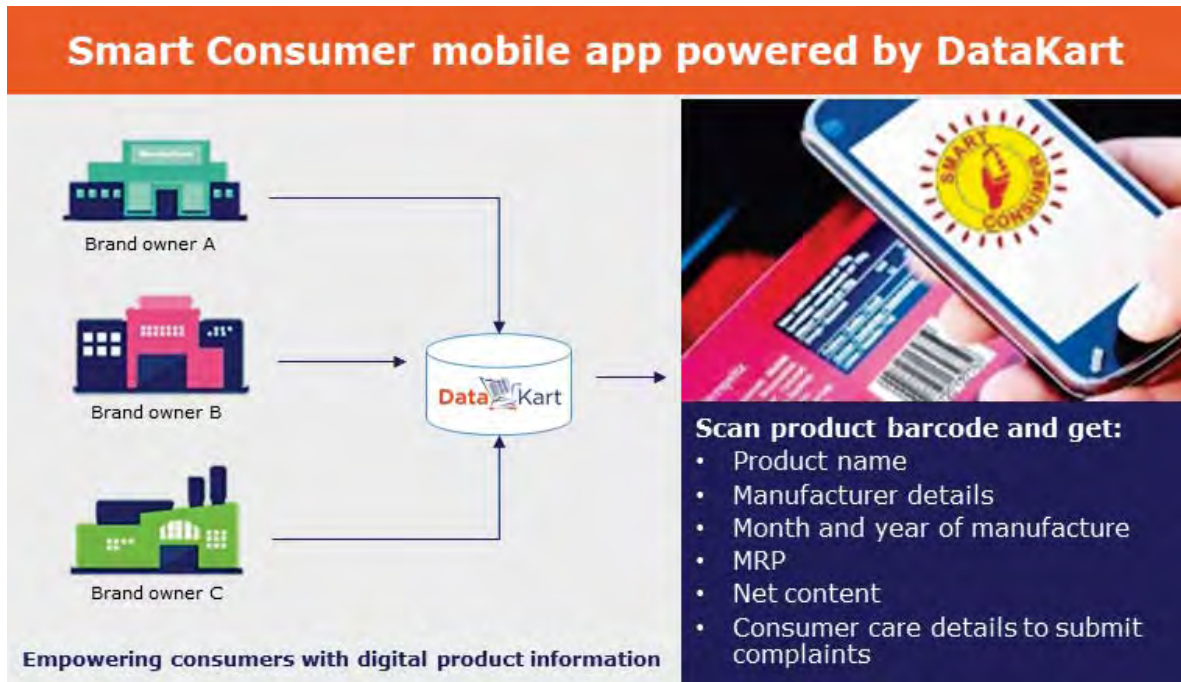 Smart Consumer mobile app powered by DataKart
Brand owner A
Brand owner B
Brand owner C
Data Kart
Empowering consumers with digital product information
SMART
CONSUMER
Scan product barcode and get:
• Product name
• Manufacturer details
• Month and year of manufacture
• MRP
• Net content
• Consumer care details to submit
complaints